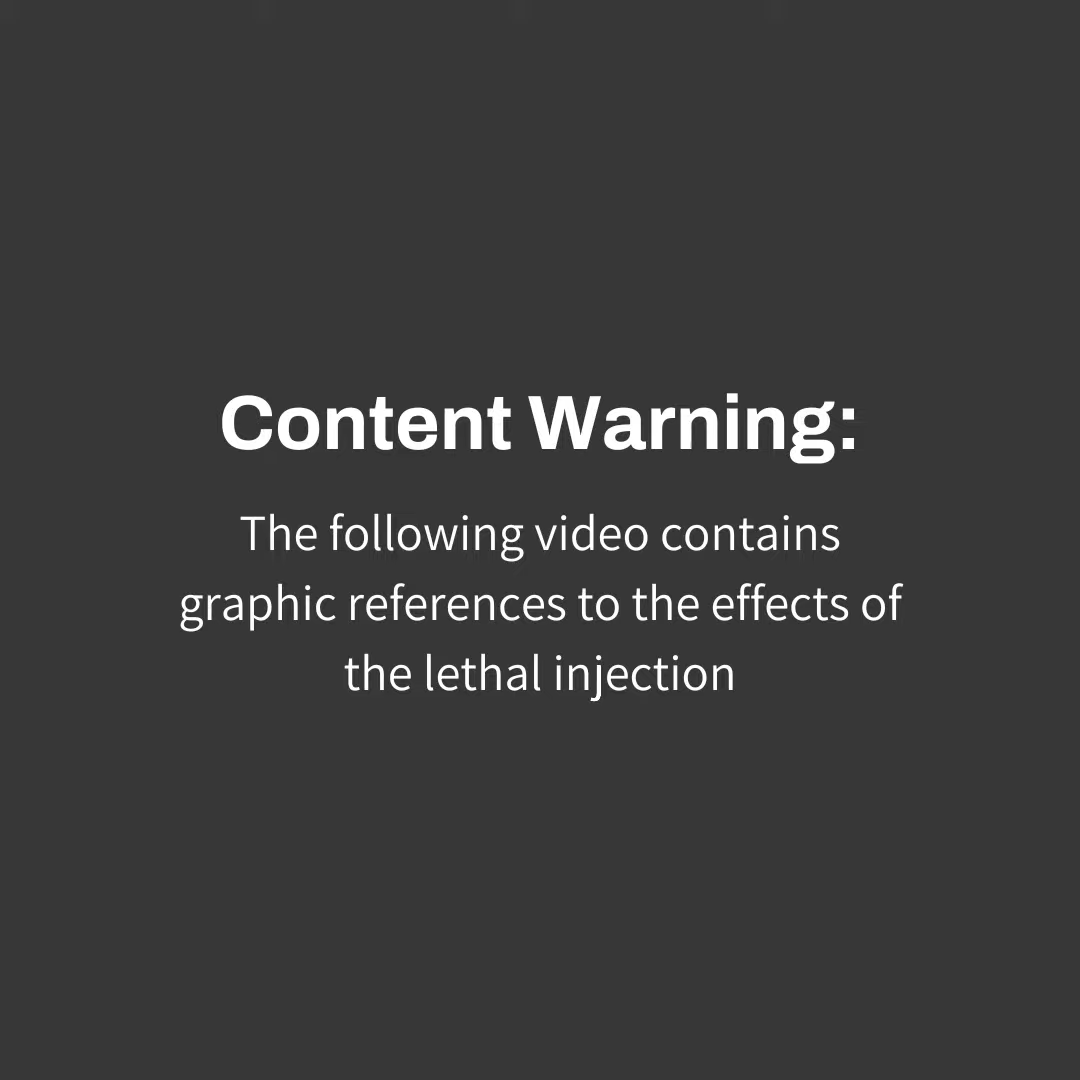 Content Warning:
The following video contains
graphic references to the effects of
the lethal injection